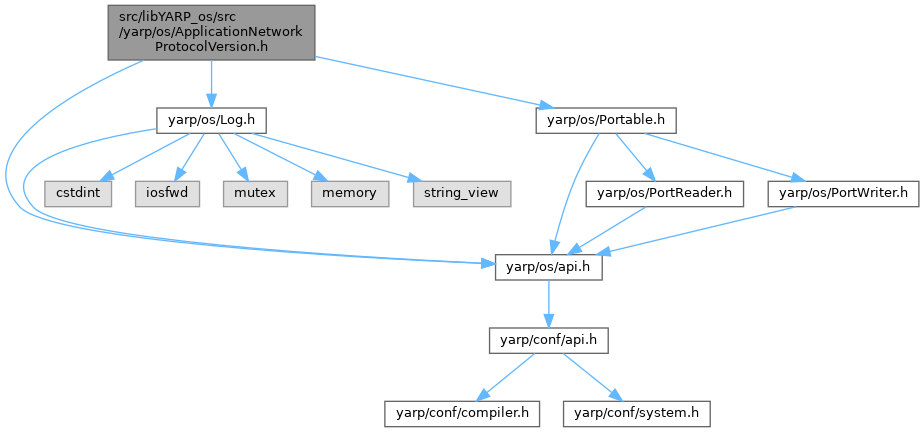 src/libYARP_os/src
/yarp/os/ApplicationNetwork
ProtocolVersion.h
yarp/os/Log.h
yarp/os/Portable.h
cstdint
iosfwd
mutex
memory
string_view
yarp/os/PortReader.h
yarp/os/PortWriter.h
yarp/os/api.h
yarp/conf/api.h
yarp/conf/compiler.h
yarp/conf/system.h